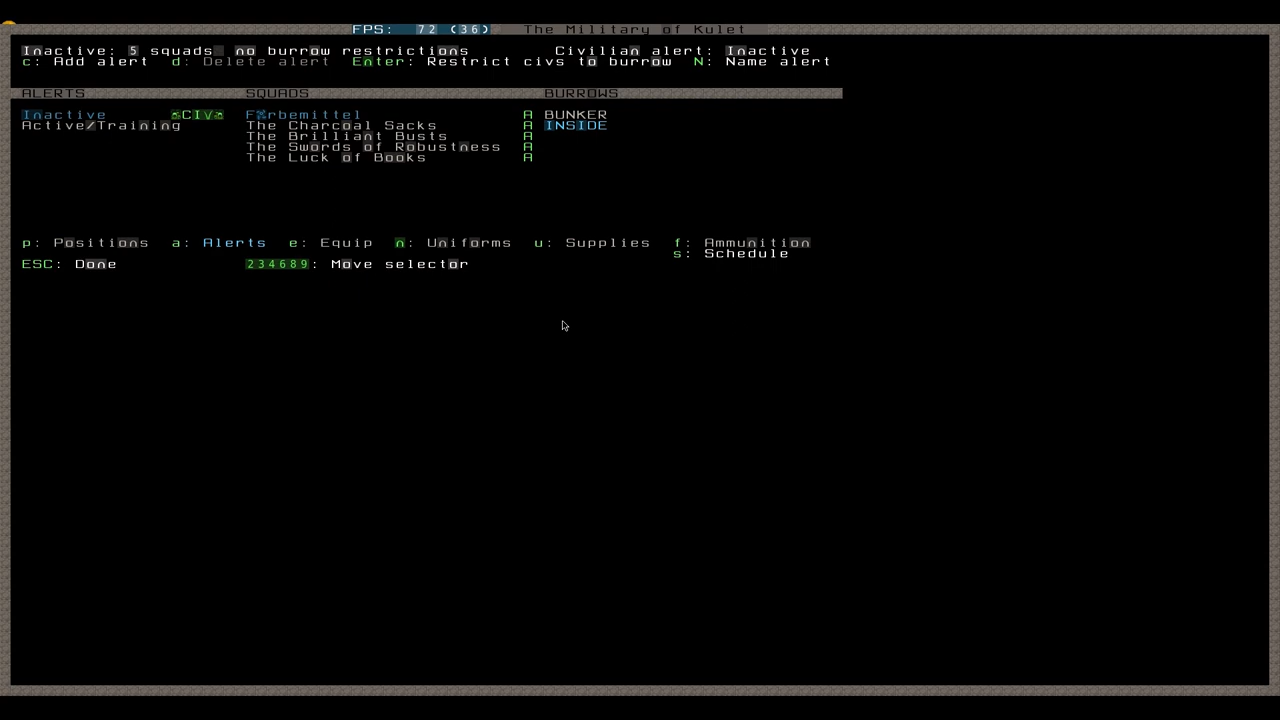 FPS: 72 (36) The Military of Kulet
Inactive: 5 squads no burrow restrictions Civilian alert: Inactive
c: Add alert d: Delete alert Enter: Restrict civs to burrow N: Name alert
ALERTS SQUADS BURROWS
Inactive CIV A BUNKER
Active/Training The Charcoal Sacks A INSIDE
The Brilliant Busts A
The Swords of Robustness A
The Luck of Books A
p: Positions a: Alerts e: Equip n: Uniforms u: Supplies f: Ammunition
s: Schedule
ESC: Done 234689: Move selector